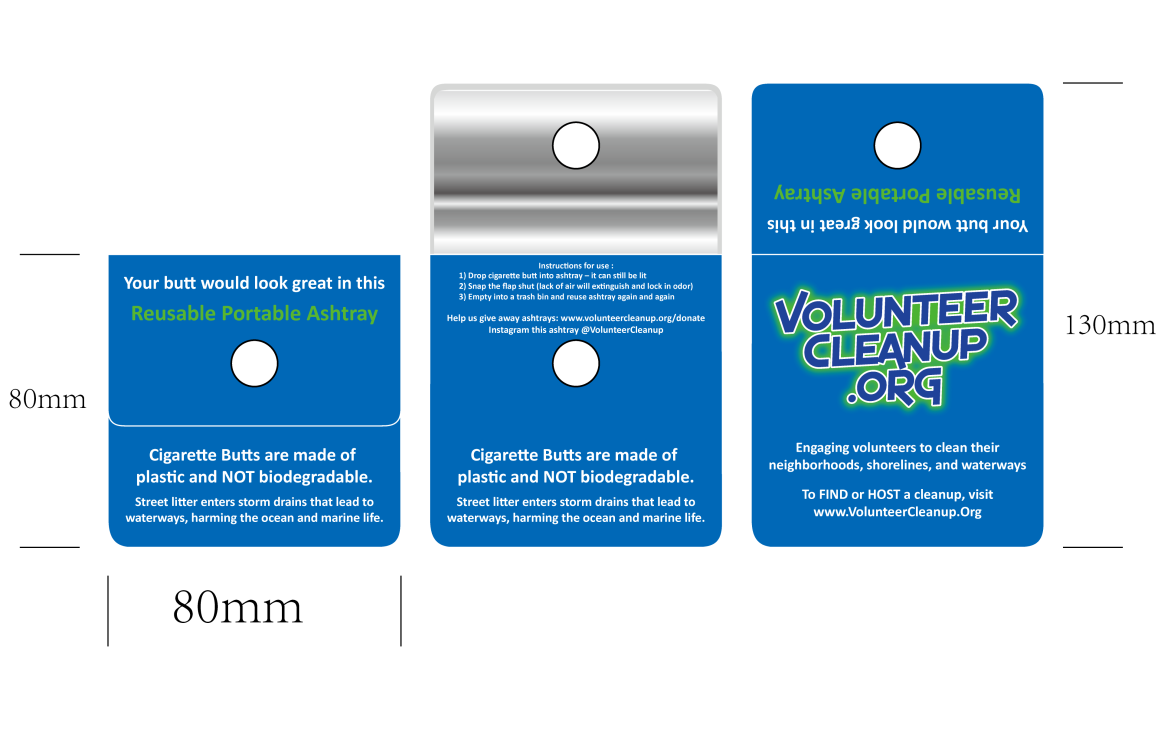 Your butt would look great in this
Reusable Portable Ashtray
Cigarette Butts are made of
plastic and NOT biodegradable.
Street litter enters storm drains that lead to
waterways, harming the ocean and marine life.
80mm
80mm
Instructions for use :
1) Drop cigarette butt into ashtray – it can still be lit
2) Snap the flap shut (lack of air will extinguish and lock in odor)
3) Empty into a trash bin and reuse ashtray again and again
Help us give away ashtrays: www.volunteercleanup.org/donate
Instagram this ashtray @VolunteerCleanup
Cigarette Butts are made of
plastic and NOT biodegradable.
Street litter enters storm drains that lead to
waterways, harming the ocean and marine life.
Your butt would look great in this
Reusable Portable Ashtray
VOLUNTEER
CLEANUP
.ORG
Engaging volunteers to clean their
neighborhoods, shorelines, and waterways
To FIND or HOST a cleanup, visit
www.VolunteerCleanup.Org
130mm